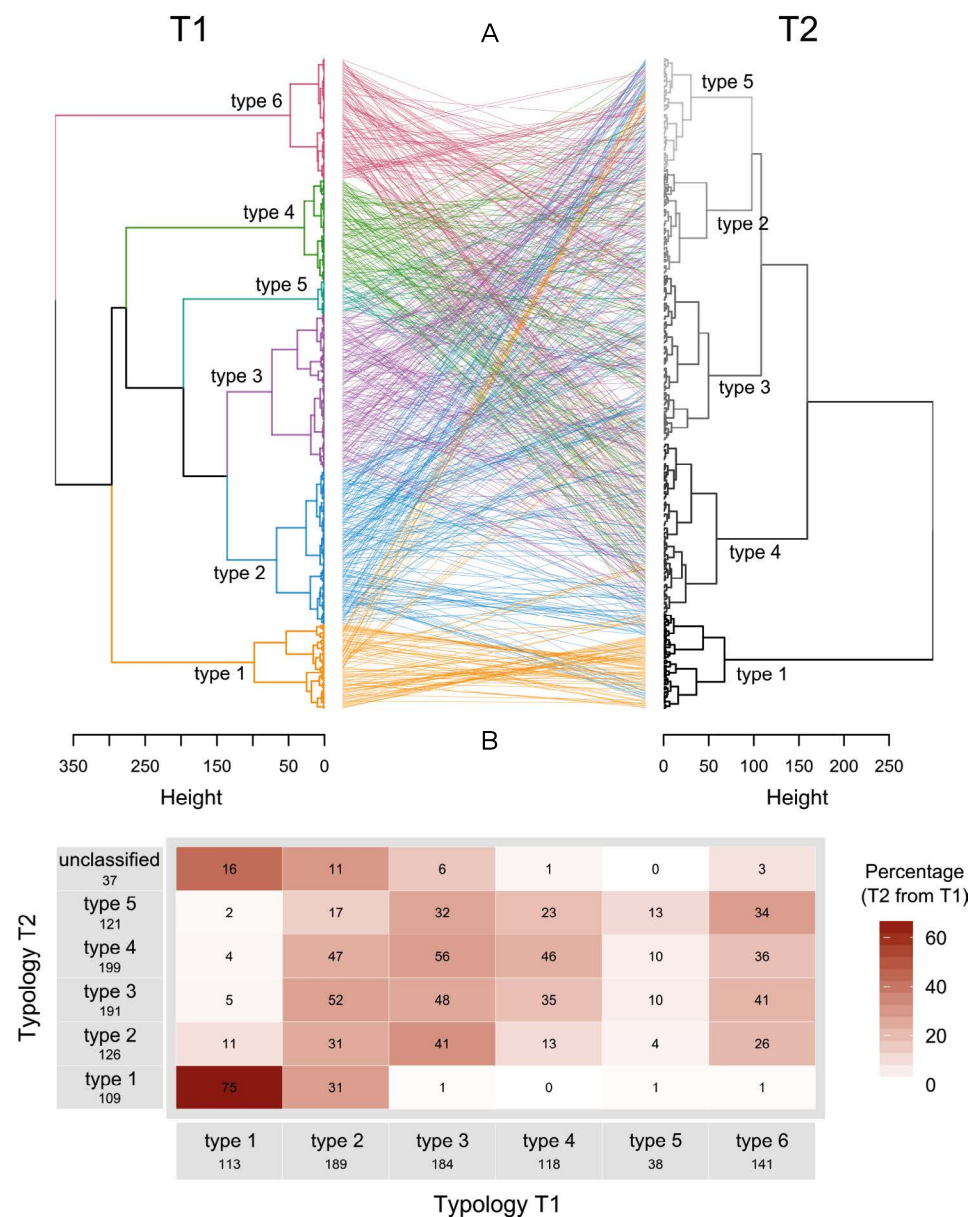 T1 A T2
type 6
type 5
type 4
type 2
type 5
type 3
type 3
type 4
type 2
type 1
type 1
B
350 250 150 50 0
0 50 100 150 200 250
Height
Height
unclassified
37
16 11 6 1 0 3
type 5
121
2 17 32 23 13 34
type 4
199
4 47 56 46 10 36
type 3
191
5 52 48 35 10 41
type 2
126
11 31 41 13 4 26
type 1
109
75 31 1 0 1 1
Typology T2
Percentage
(T2 from T1)
60
40
20
0
type 1 type 2 type 3 type 4 type 5 type 6
113 189 184 118 38 141
Typology T1